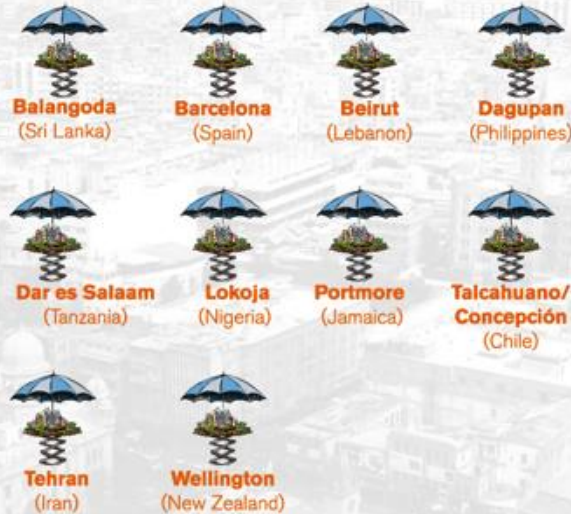 Balangoda
(Sri Lanka)
Barcelona
(Spain)
Beirut
(Lebanon)
Dagupan
(Philippines)
Dar es Salaam
(Tanzania)
Lokoja
(Nigeria)
Portmore
(Jamaica)
Talcahuano/
Concepción
(Chile)
Tehran
(Iran)
Wellington
(New Zealand)